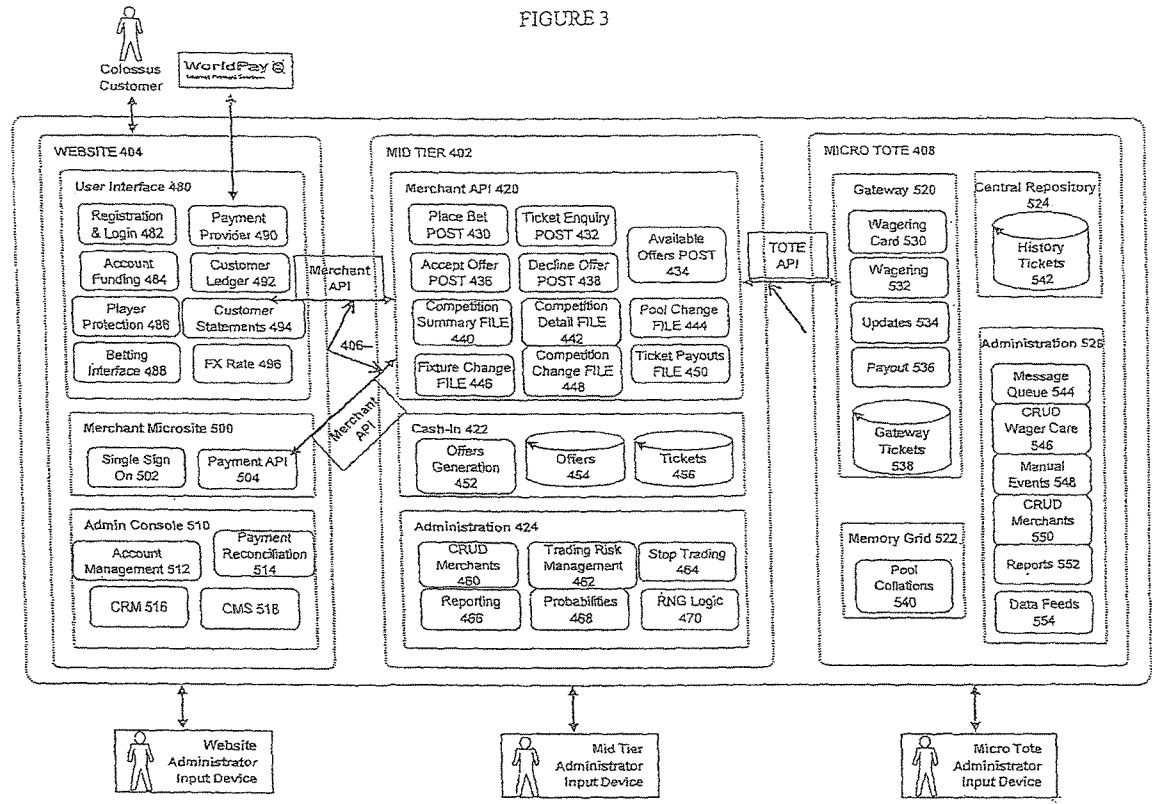 FIGURE 3
Colossus
Customer
WorldPay
WEBSITE 404
User Interface 480
Registration
& Login 482
Payment
Provider 490
Account
Funding 484
Customer
Ledger 492
Player
Protection 486
Customer
Statements 494
Betting
Interface 488
FX Rate 496
Merchant Microsite 500
Single Sign
On 502
Payment API
504
Admin Console 510
Account
Management 512
Payment
Reconciliation
514
CRM 516
CMS 518
Merchant
API
406
Merchant
API
MID TIER 402
Merchant API 420
Place Bet
POST 430
Ticket Enquiry
POST 432
Available
Offers POST
434
Accept Offer
POST 436
Decline Offer
POST 438
Competition
Summary FILE
440
Competition
Detail FILE
442
Pool Change
FILE 444
Fixture Change
FILE 446
Competition
Change FILE
448
Ticket Payouts
FILE 450
Cash-In 422
Offers
Generation
452
Offers
454
Tickets
456
Administration 424
CRUD
Merchants
460
Trading Risk
Management
462
Stop Trading
464
Reporting
466
Probabilities
468
RNG Logic
470
TOTE
API
MICRO TOTE 408
Gateway 520
Wagering
Card 530
Wagering
532
Updates 534
Payout 536
Gateway
Tickets
538
Memory Grid 522
Pool
Collations
540
Central Repository
524
History
Tickets
542
Administration 526
Message
Queue 544
CRUD
Wager Care
546
Manual
Events 548
CRUD
Merchants
550
Reports 552
Data Feeds
554
Website
Administrator
Input Device
Mid Tier
Administrator
Input Device
Micro Tote
Administrator
Input Device